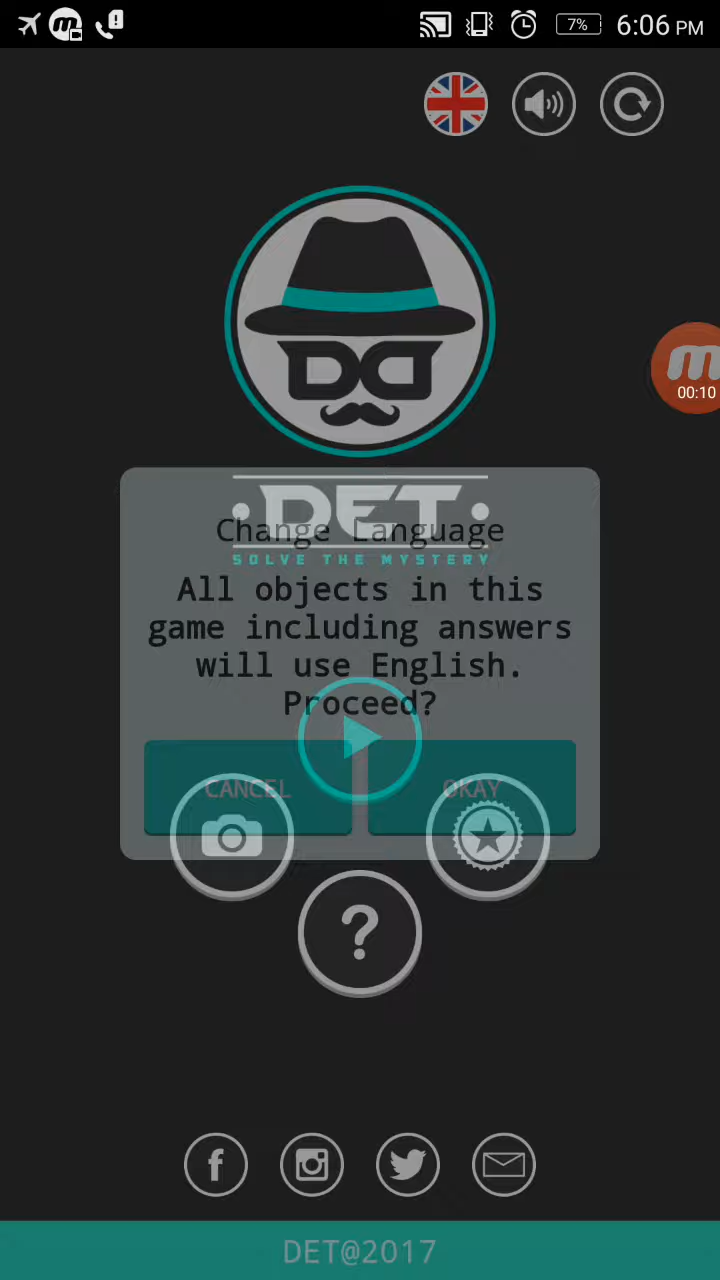 7%
6:06 PM
00:10
DET
SOLVE THE MYSTERY
Change Language
All objects in this
game including answers
will use English.
Proceed?
CANCEL
OKAY
?
DET@2017